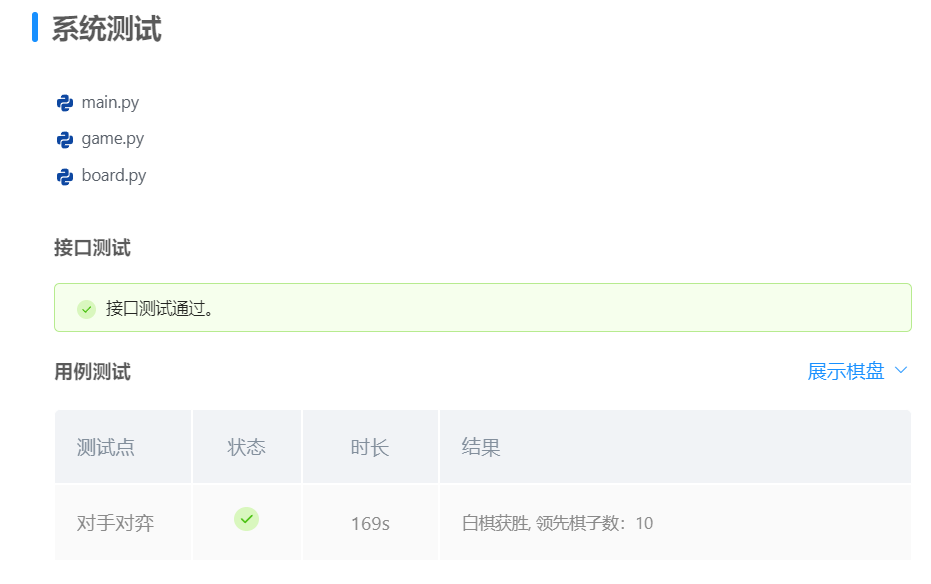 系统测试
main.py
game.py
board.py
接口测试
接口测试通过。
用例测试 展示棋盘
测试点 状态 时长 结果
对手对弈 169s 白棋获胜, 领先棋子数：10